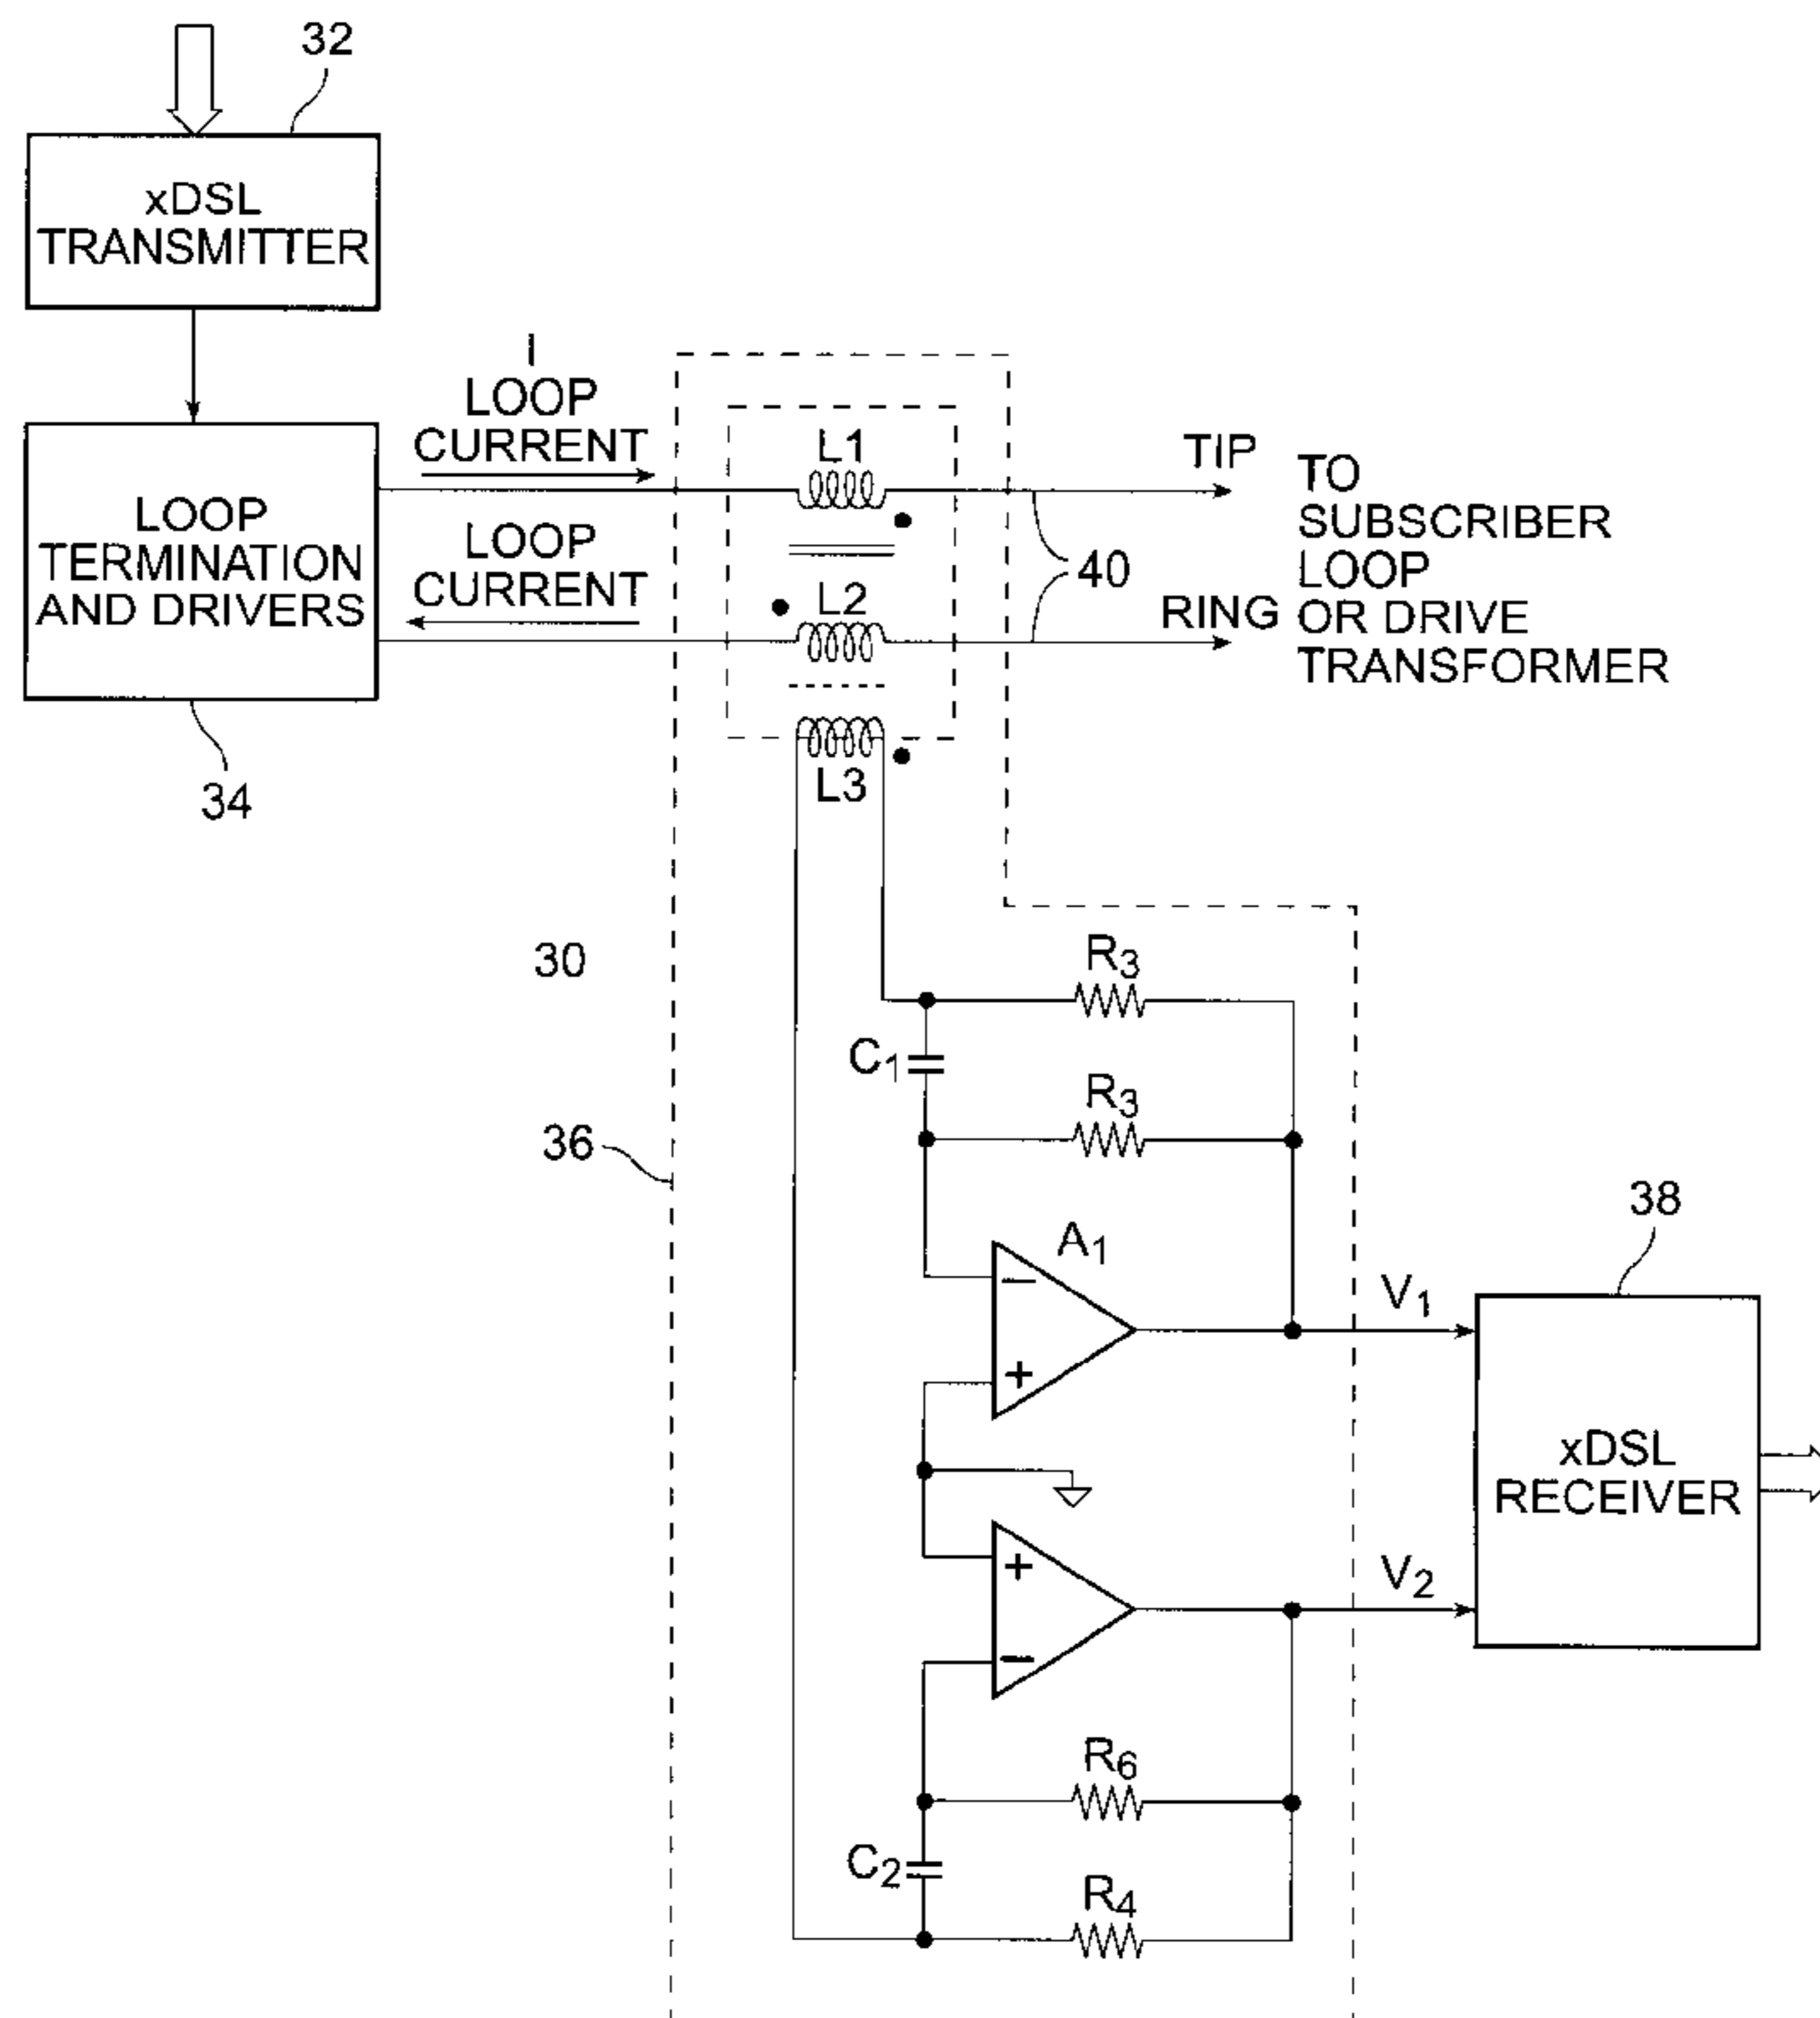 32
xDSL
TRANSMITTER
I
LOOP
CURRENT
LOOP
CURRENT
LOOP
TERMINATION
AND DRIVERS
34
L1
L2
L3
TIP
RING
40
TO
SUBSCRIBER
LOOP
OR DRIVE
TRANSFORMER
30
36
R3
C1
R3
A1
−
+
V1
38
xDSL
RECEIVER
+
−
V2
R6
C2
R4